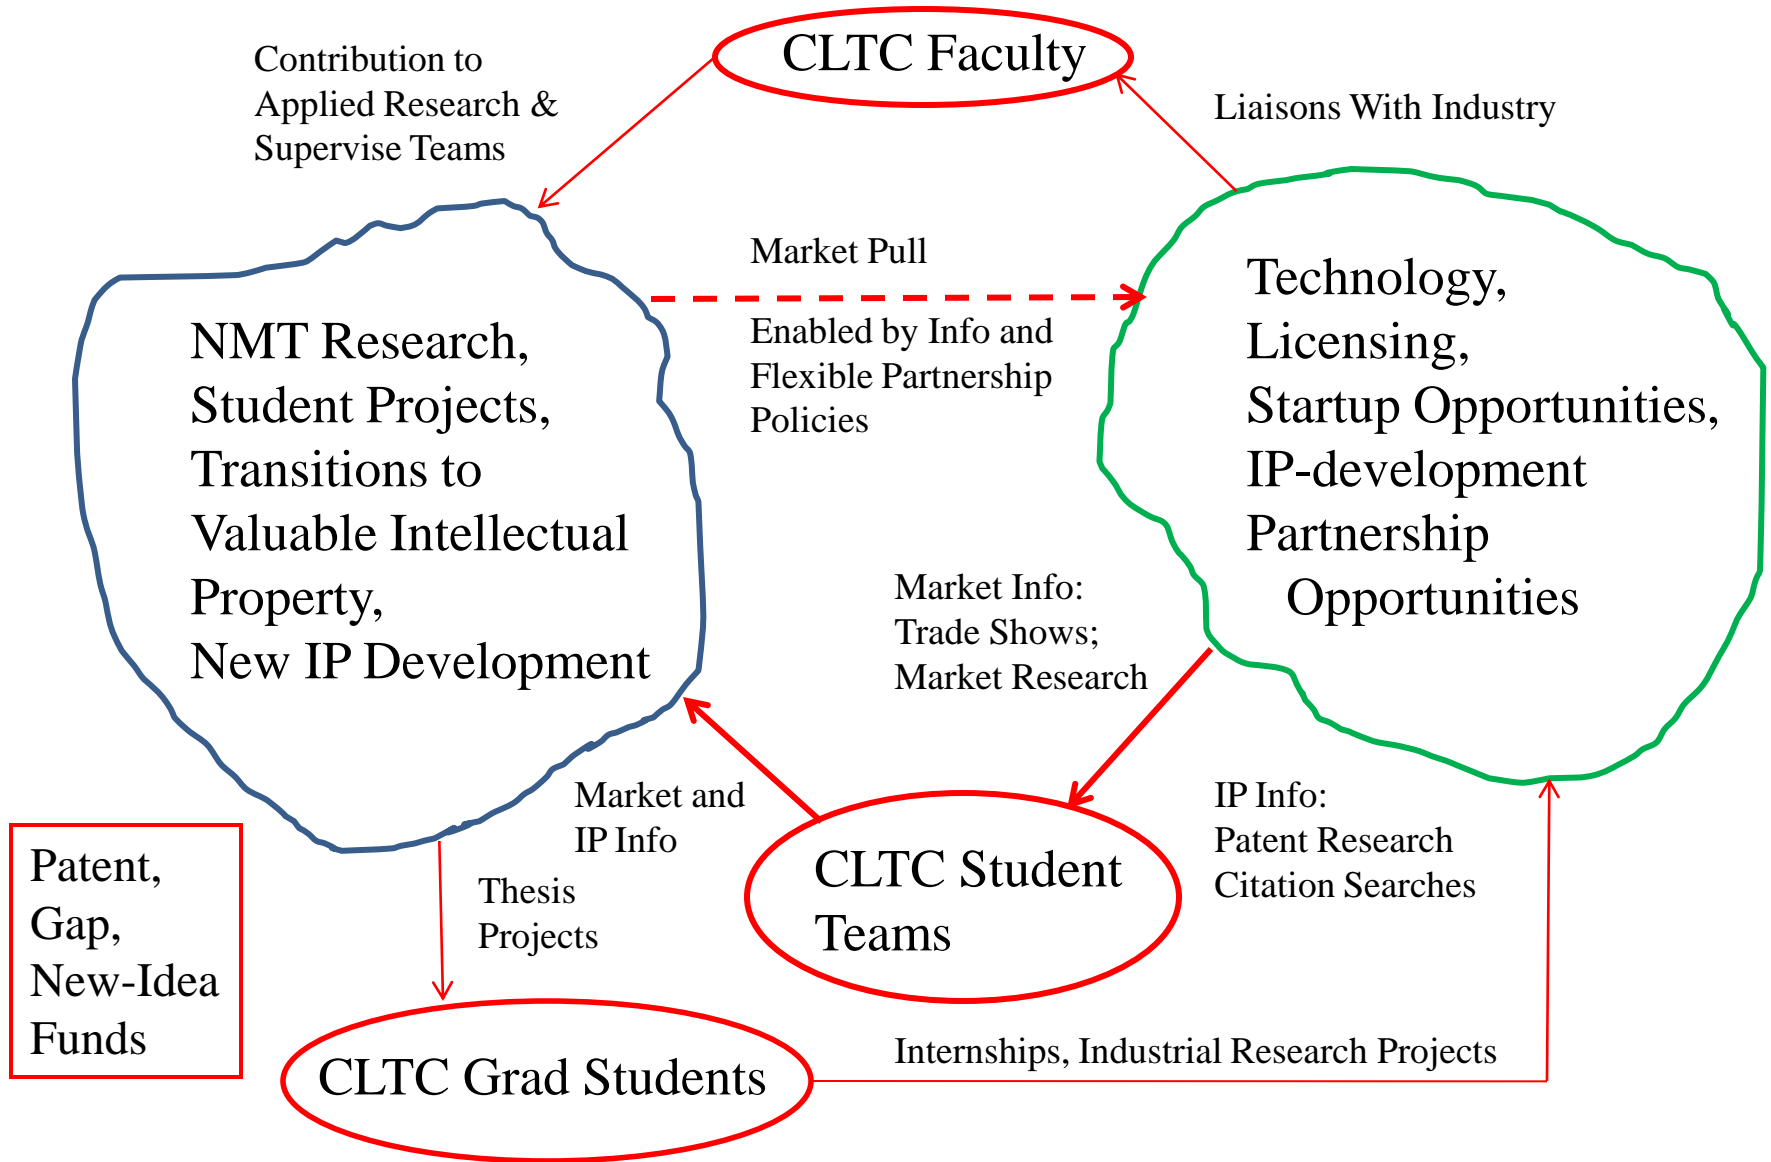 CLTC Faculty
Contribution to
Applied Research &
Supervise Teams
Liaisons With Industry
Market Pull
Enabled by Info and
Flexible Partnership
Policies
NMT Research,
Student Projects,
Transitions to
Valuable Intellectual
Property,
New IP Development
Technology,
Licensing,
Startup Opportunities,
IP-development
Partnership
Opportunities
Market Info:
Trade Shows;
Market Research
Market and
IP Info
IP Info:
Patent Research
Citation Searches
CLTC Student
Teams
Patent,
Gap,
New-Idea
Funds
Thesis
Projects
CLTC Grad Students
Internships, Industrial Research Projects